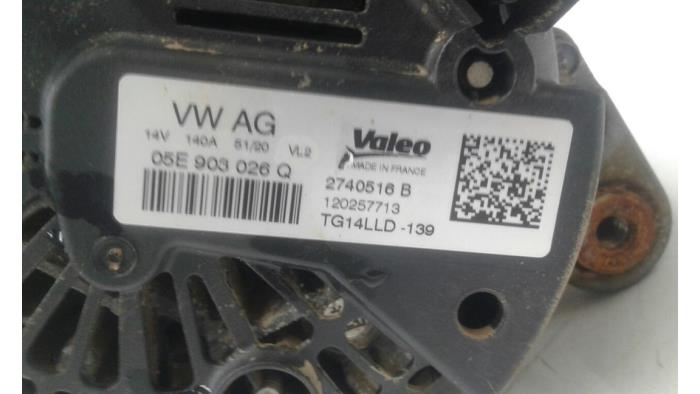 VW AG
14V 140A 51/20 VL2
05E 903 026 Q
Valeo
MADE IN FRANCE
2740516 B
120257713
TG14LLD -139